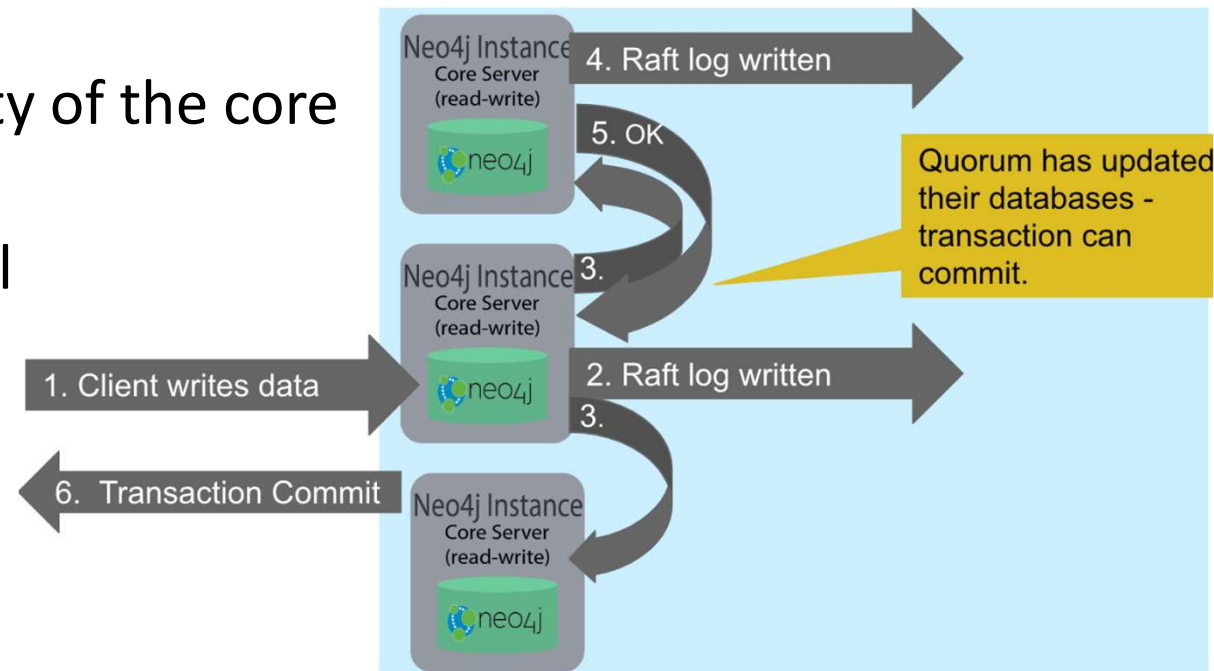 ty of the core
l
Neo4j Instance
Core Server
(read-write)
neo4j
4. Raft log written
5. OK
Quorum has updated
their databases -
transaction can
commit.
Neo4j Instance
Core Server
(read-write)
neo4j
3.
1. Client writes data
2. Raft log written
3.
6. Transaction Commit
Neo4j Instance
Core Server
(read-write)
neo4j